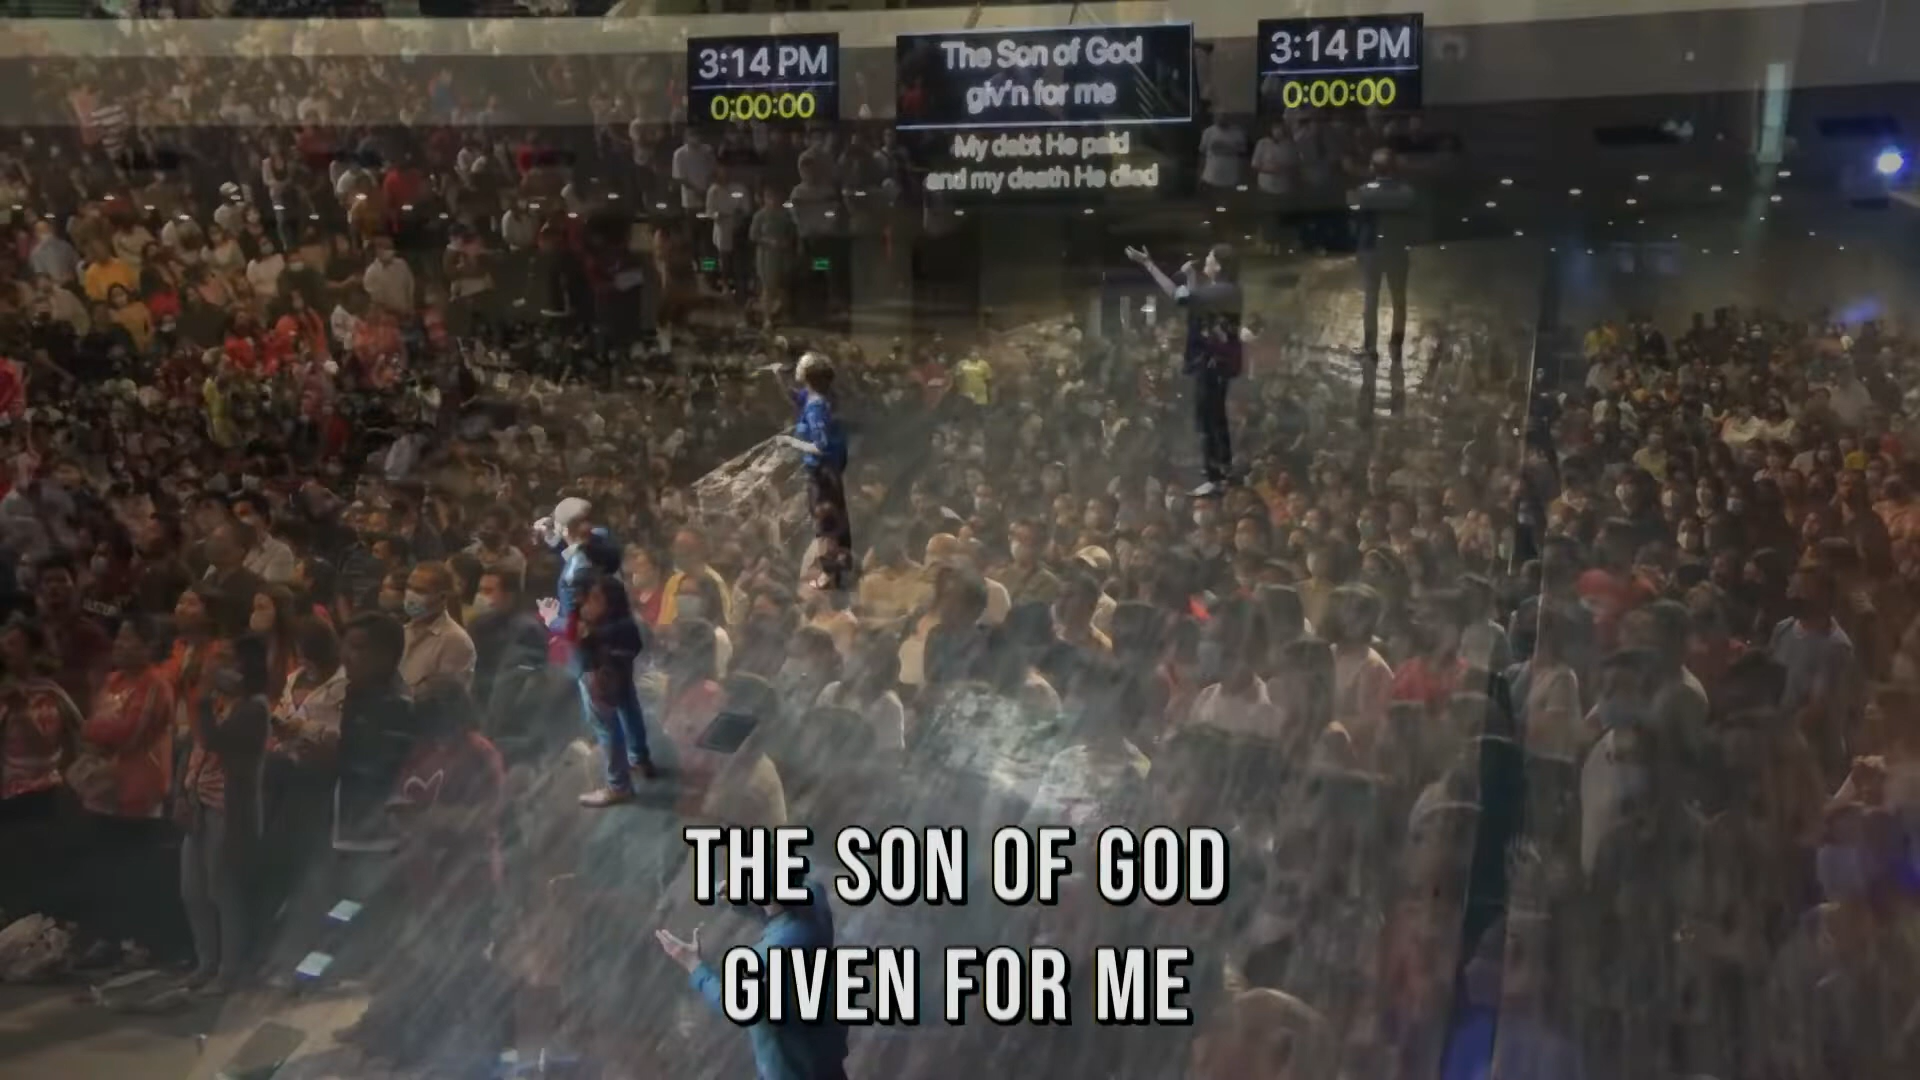 3:14 PM
0:00:00
The Son of God
giv'n for me
My debt He paid
and my death He died
3:14 PM
0:00:00
THE SON OF GOD
GIVEN FOR ME